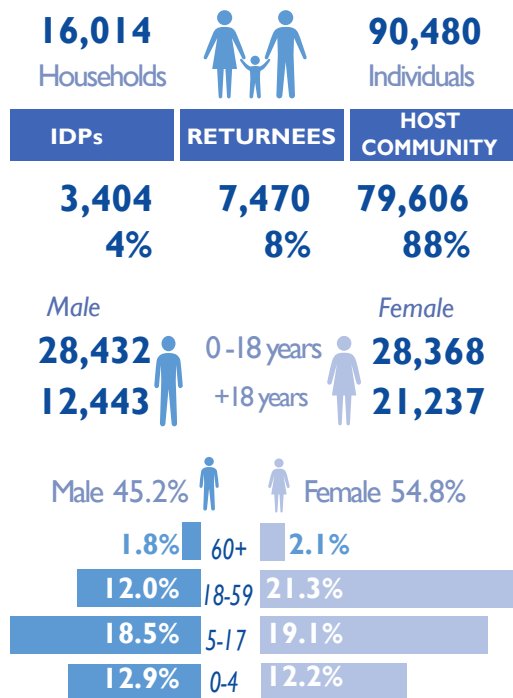 16,014 90,480
Households Individuals
IDPs RETURNEES HOST COMMUNITY
3,404 7,470 79,606
4% 8% 88%
Male Female
28,432 0-18 years 28,368
12,443 +18 years 21,237
Male 45.2% Female 54.8%
1.8% 60+ 2.1%
12.0% 18-59 21.3%
18.5% 5-17 19.1%
12.9% 0-4 12.2%